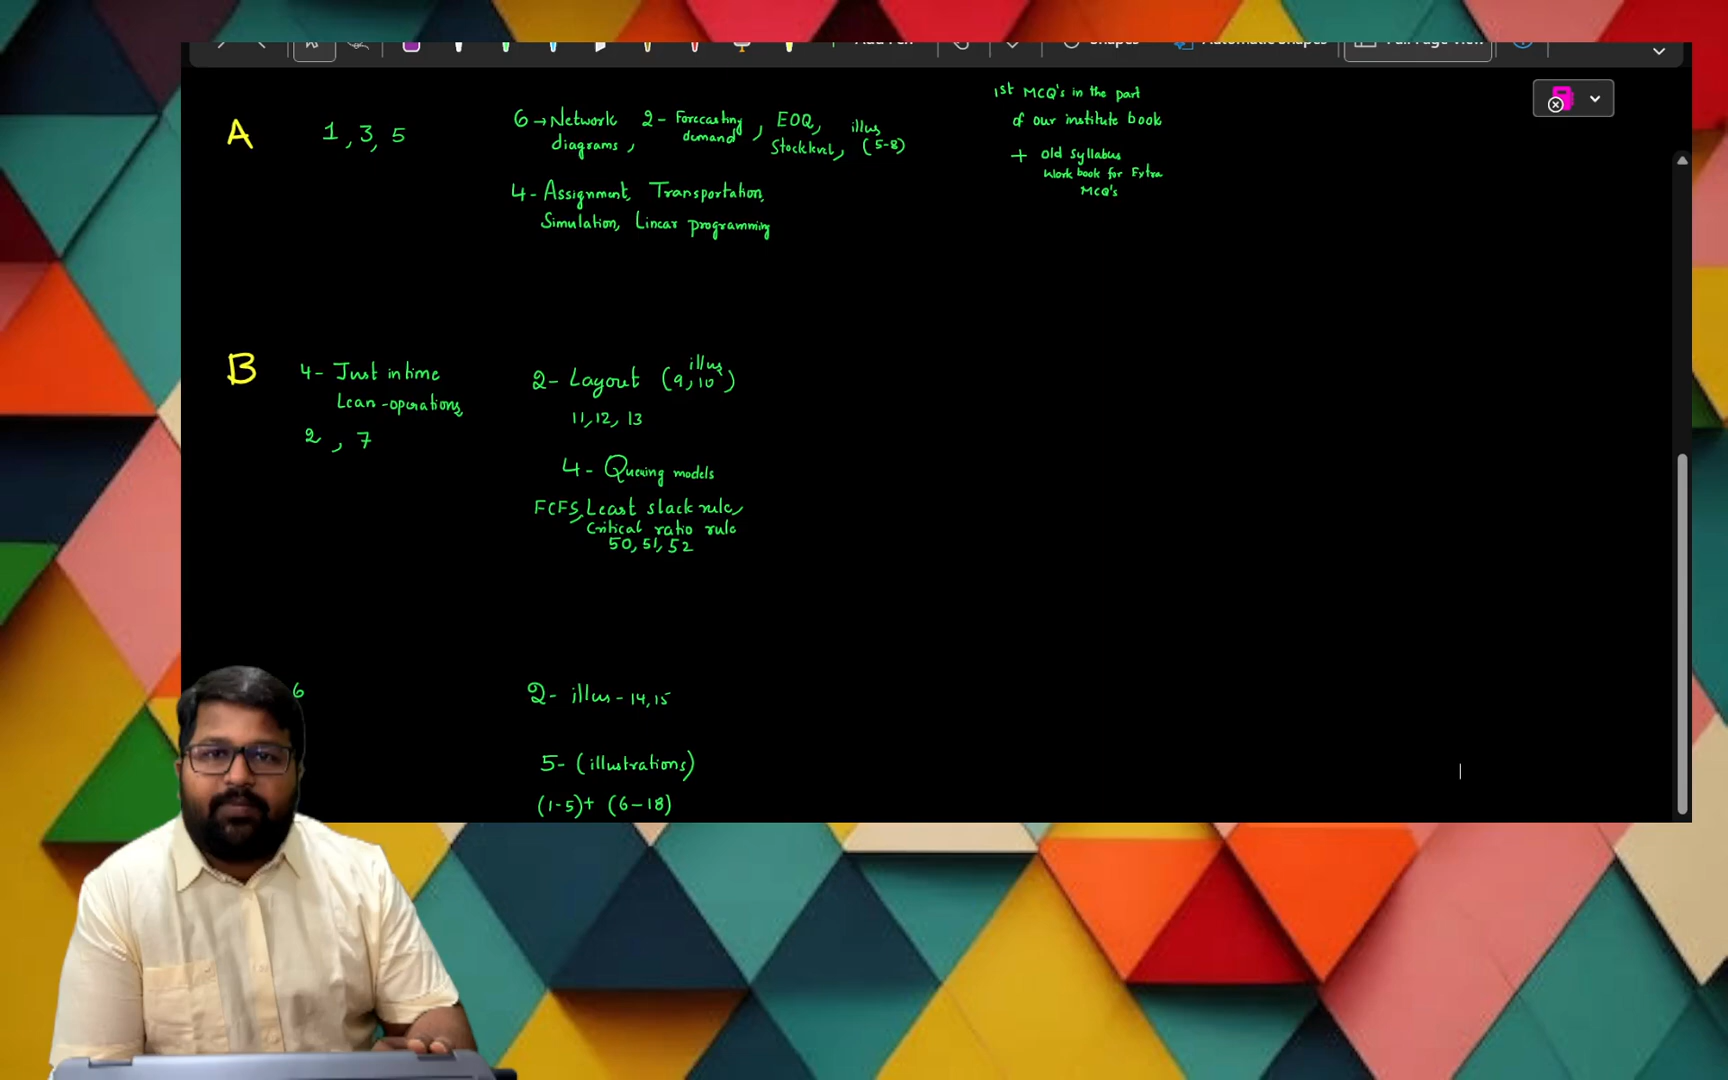 1st MCQ's in the part
of our institute book
+ old syllabus
Work book for Extra
MCQ's
A
1, 3, 5
6 → Network diagrams, 2 - Forecasting demand, EOQ, Stock level, illus (5-8)
4 - Assignment, Transportation,
Simulation, Linear programming
B
4 - Just in time
Lean - operations,
2, 7
2 - Layout (illus 9, 10)
11, 12, 13
4 - Queuing models
FCFS, Least slack rule,
Critical ratio rule
50, 51, 52
6
2 - illus - 14, 15
5 - (illustrations)
(1-5) + (6-18)